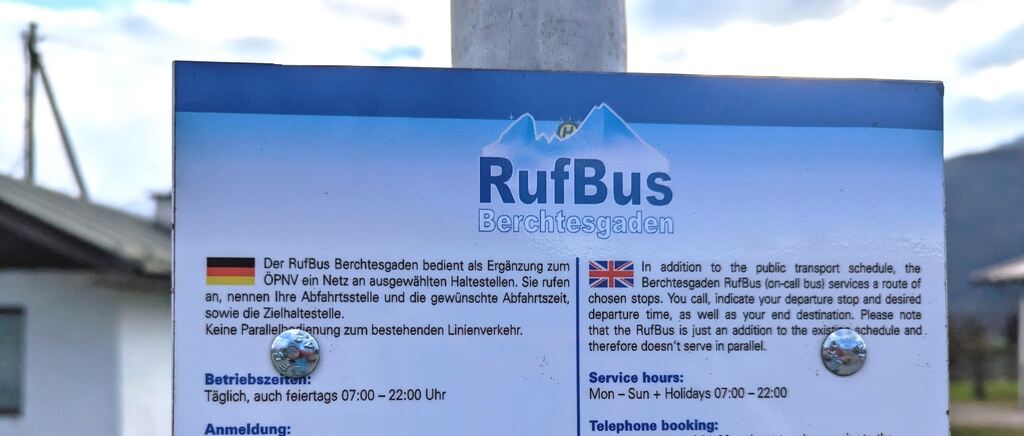 H
RufBus
Berchtesgaden
Der RufBus Berchtesgaden bedient als Ergänzung zum
ÖPNV ein Netz an ausgewählten Haltestellen. Sie rufen
an, nennen Ihre Abfahrtsstelle und die gewünschte Abfahrtszeit,
sowie die Zielhaltestelle.
Keine Parallelbedienung zum bestehenden Linienverkehr.
Betriebszeiten:
Täglich, auch feiertags 07:00 – 22:00 Uhr
Anmeldung:
In addition to the public transport schedule, the
Berchtesgaden RufBus (on-call bus) services a route of
chosen stops. You call, indicate your departure stop and desired
departure time, as well as your end destination. Please note
that the RufBus is just an addition to the existing schedule and
therefore doesn't serve in parallel.
Service hours:
Mon – Sun + Holidays 07:00 – 22:00
Telephone booking: